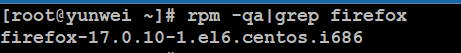 [root@yunwei ~]# rpm -qa|grep firefox
firefox-17.0.10-1.el6.centos.i686